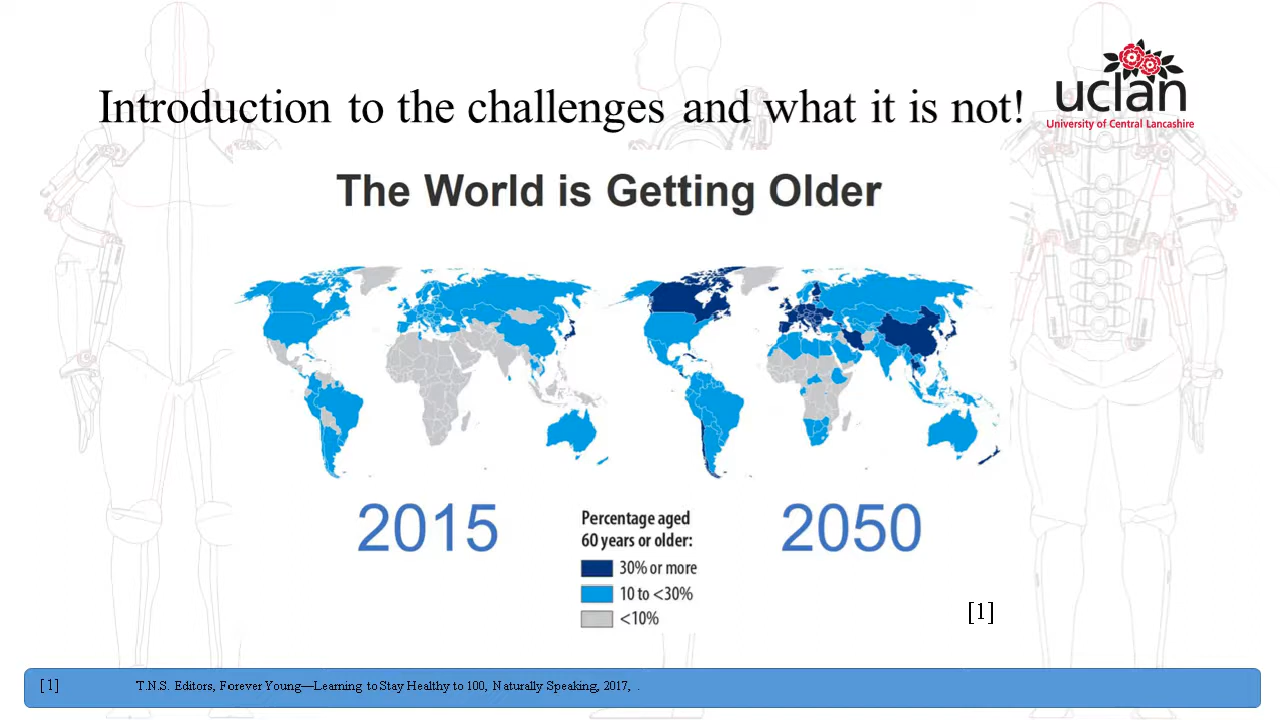 Introduction to the challenges and what it is not!
uclan
University of Central Lancashire
The World is Getting Older
2015
2050
Percentage aged
60 years or older:
30% or more
10 to <30%
<10%
[1]
[1] T.N.S. Editors, Forever Young—Learning to Stay Healthy to 100, Naturally Speaking, 2017, .